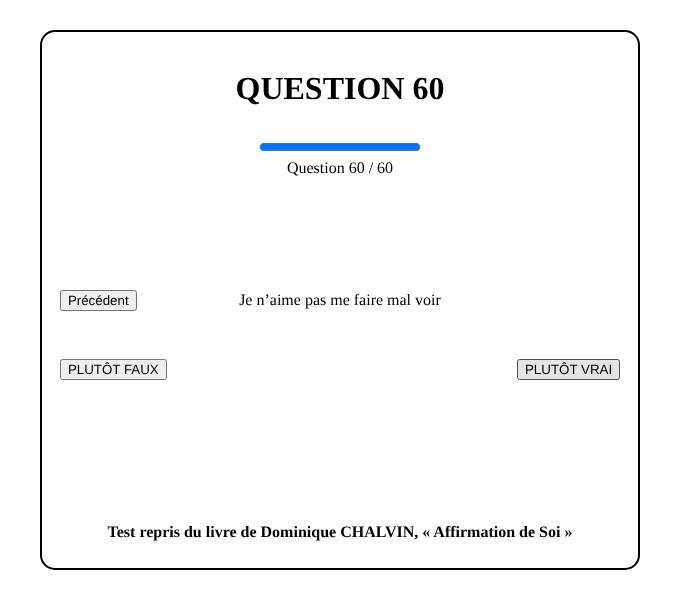 QUESTION 60
Question 60 / 60
Précédent
Je n’aime pas me faire mal voir
PLUTÔT FAUX
PLUTÔT VRAI
Test repris du livre de Dominique CHALVIN, « Affirmation de Soi »